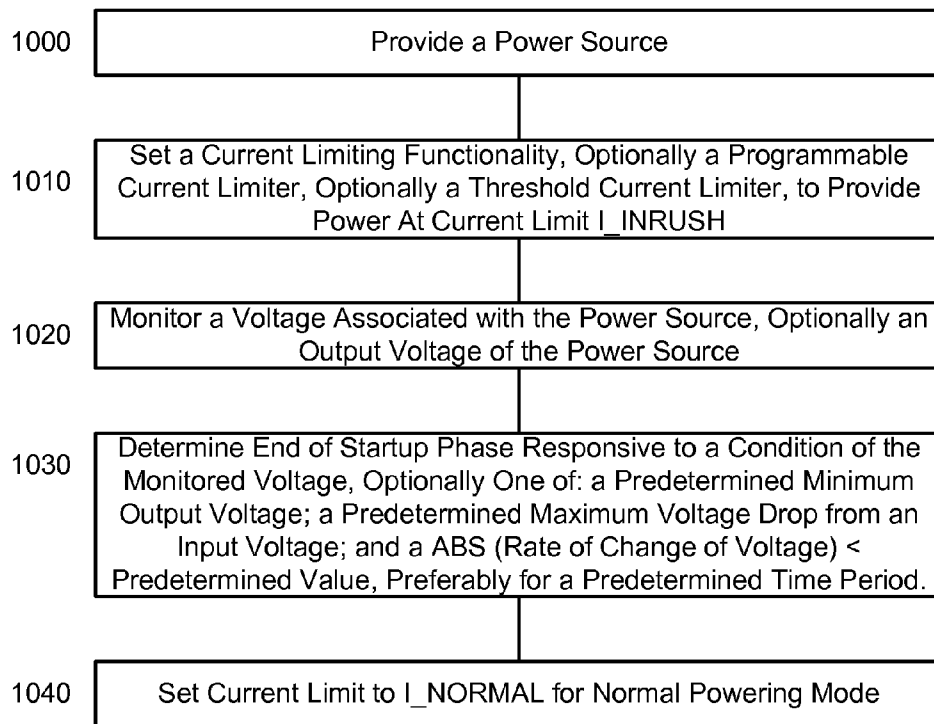 1000
Provide a Power Source
1010
Set a Current Limiting Functionality, Optionally a Programmable
Current Limiter, Optionally a Threshold Current Limiter, to Provide
Power At Current Limit I_INRUSH
1020
Monitor a Voltage Associated with the Power Source, Optionally an
Output Voltage of the Power Source
1030
Determine End of Startup Phase Responsive to a Condition of the
Monitored Voltage, Optionally One of: a Predetermined Minimum
Output Voltage; a Predetermined Maximum Voltage Drop from an
Input Voltage; and a ABS (Rate of Change of Voltage) <
Predetermined Value, Preferably for a Predetermined Time Period.
1040
Set Current Limit to I_NORMAL for Normal Powering Mode